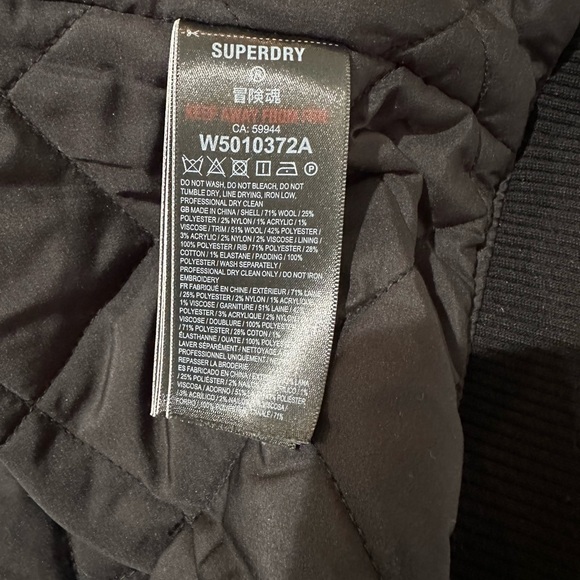 SUPERDRY
®
冒険魂
KEEP AWAY FROM FIRE
CA: 59944
W5010372A
DO NOT WASH, DO NOT BLEACH, DO NOT
TUMBLE DRY, LINE DRYING, IRON LOW,
PROFESSIONAL DRY CLEAN
GB MADE IN CHINA / SHELL / 71% WOOL / 25%
POLYESTER / 2% NYLON / 1% ACRYLIC / 1%
VISCOSE / TRIM / 51% WOOL / 42% POLYESTER /
3% ACRYLIC / 2% NYLON / 2% VISCOSE / LINING /
100% POLYESTER / RIB / 71% POLYESTER / 28%
COTTON / 1% ELASTANE / PADDING / 100%
POLYESTER / WASH SEPARATELY /
PROFESSIONAL DRY CLEAN ONLY / DO NOT IRON
EMBROIDERY
FR FABRIQUÉ EN CHINE / EXTÉRIEUR / 71% LAINE
/ 25% POLYESTER / 2% NYLON / 1% ACRYLIQUE
/ 1% VISCOSE / GARNITURE / 51% LAINE / 42%
POLYESTER / 3% ACRYLIQUE / 2% NYLON / 2%
VISCOSE / DOUBLURE / 100% POLYESTER
/ 71% POLYESTER / 28% COTON / 1%
ÉLASTHANNE / OUATE / 100% POLYESTER
LAVER SÉPARÉMENT / NETTOYAGE
PROFESSIONNEL UNIQUEMENT /
REPASSER LA BRODERIE
ES FABRICADO EN CHINA / LANA
/ 25% POLIÉSTER / 2% / 1%
VISCOSA / ADORNO / 51%
/ 3% ACRÍLICO / 2% VISCOSA
FORRO / 100% 71%